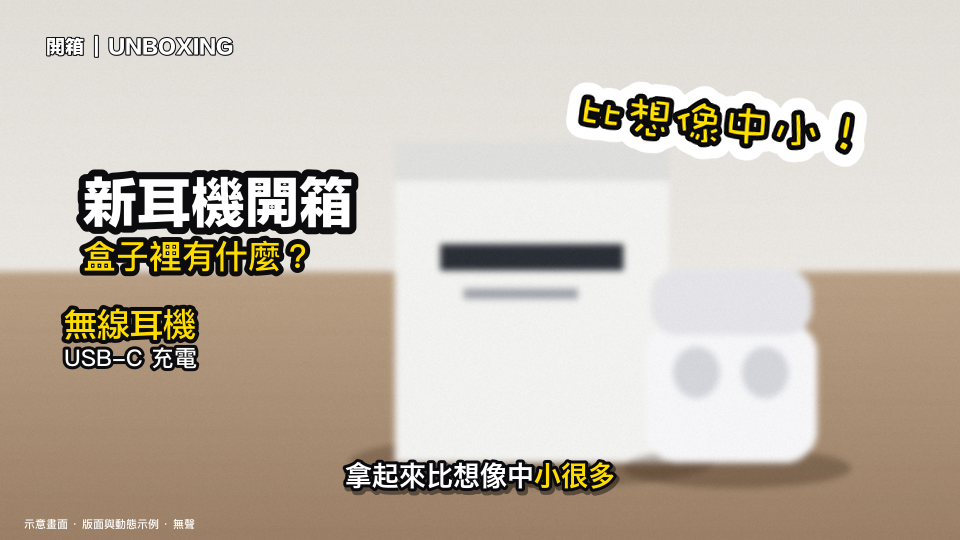 開箱 | UNBOXING
比想像中小！
新耳機開箱
盒子裡有什麼？
無線耳機
USB-C 充電
拿起來比想像中小很多
示意畫面 · 版面與動態示例 · 無聲